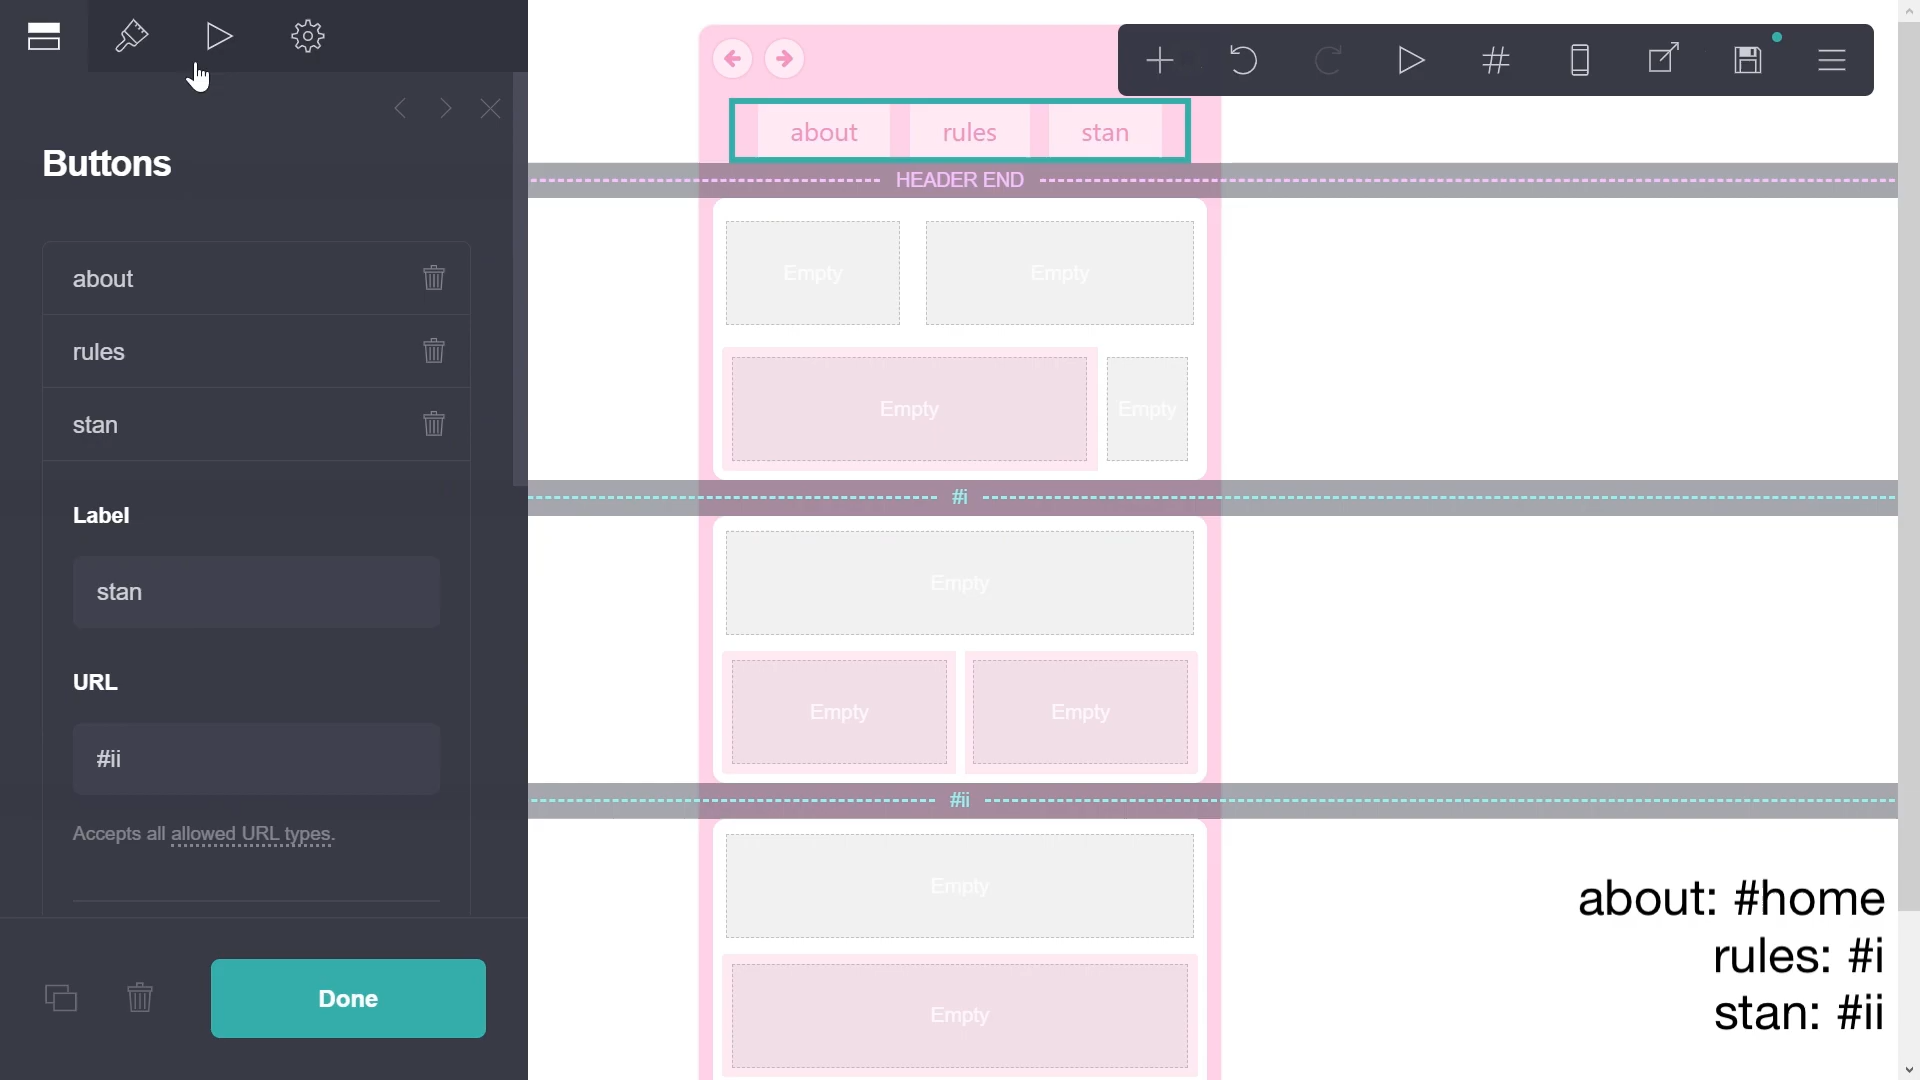 Buttons
about
rules
stan
Label
stan
URL
#ii
Accepts all allowed URL types.
Done
about rules stan
HEADER END
Empty Empty
Empty Empty
#i
Empty
Empty Empty
#ii
Empty
Empty
about: #home
rules: #i
stan: #ii